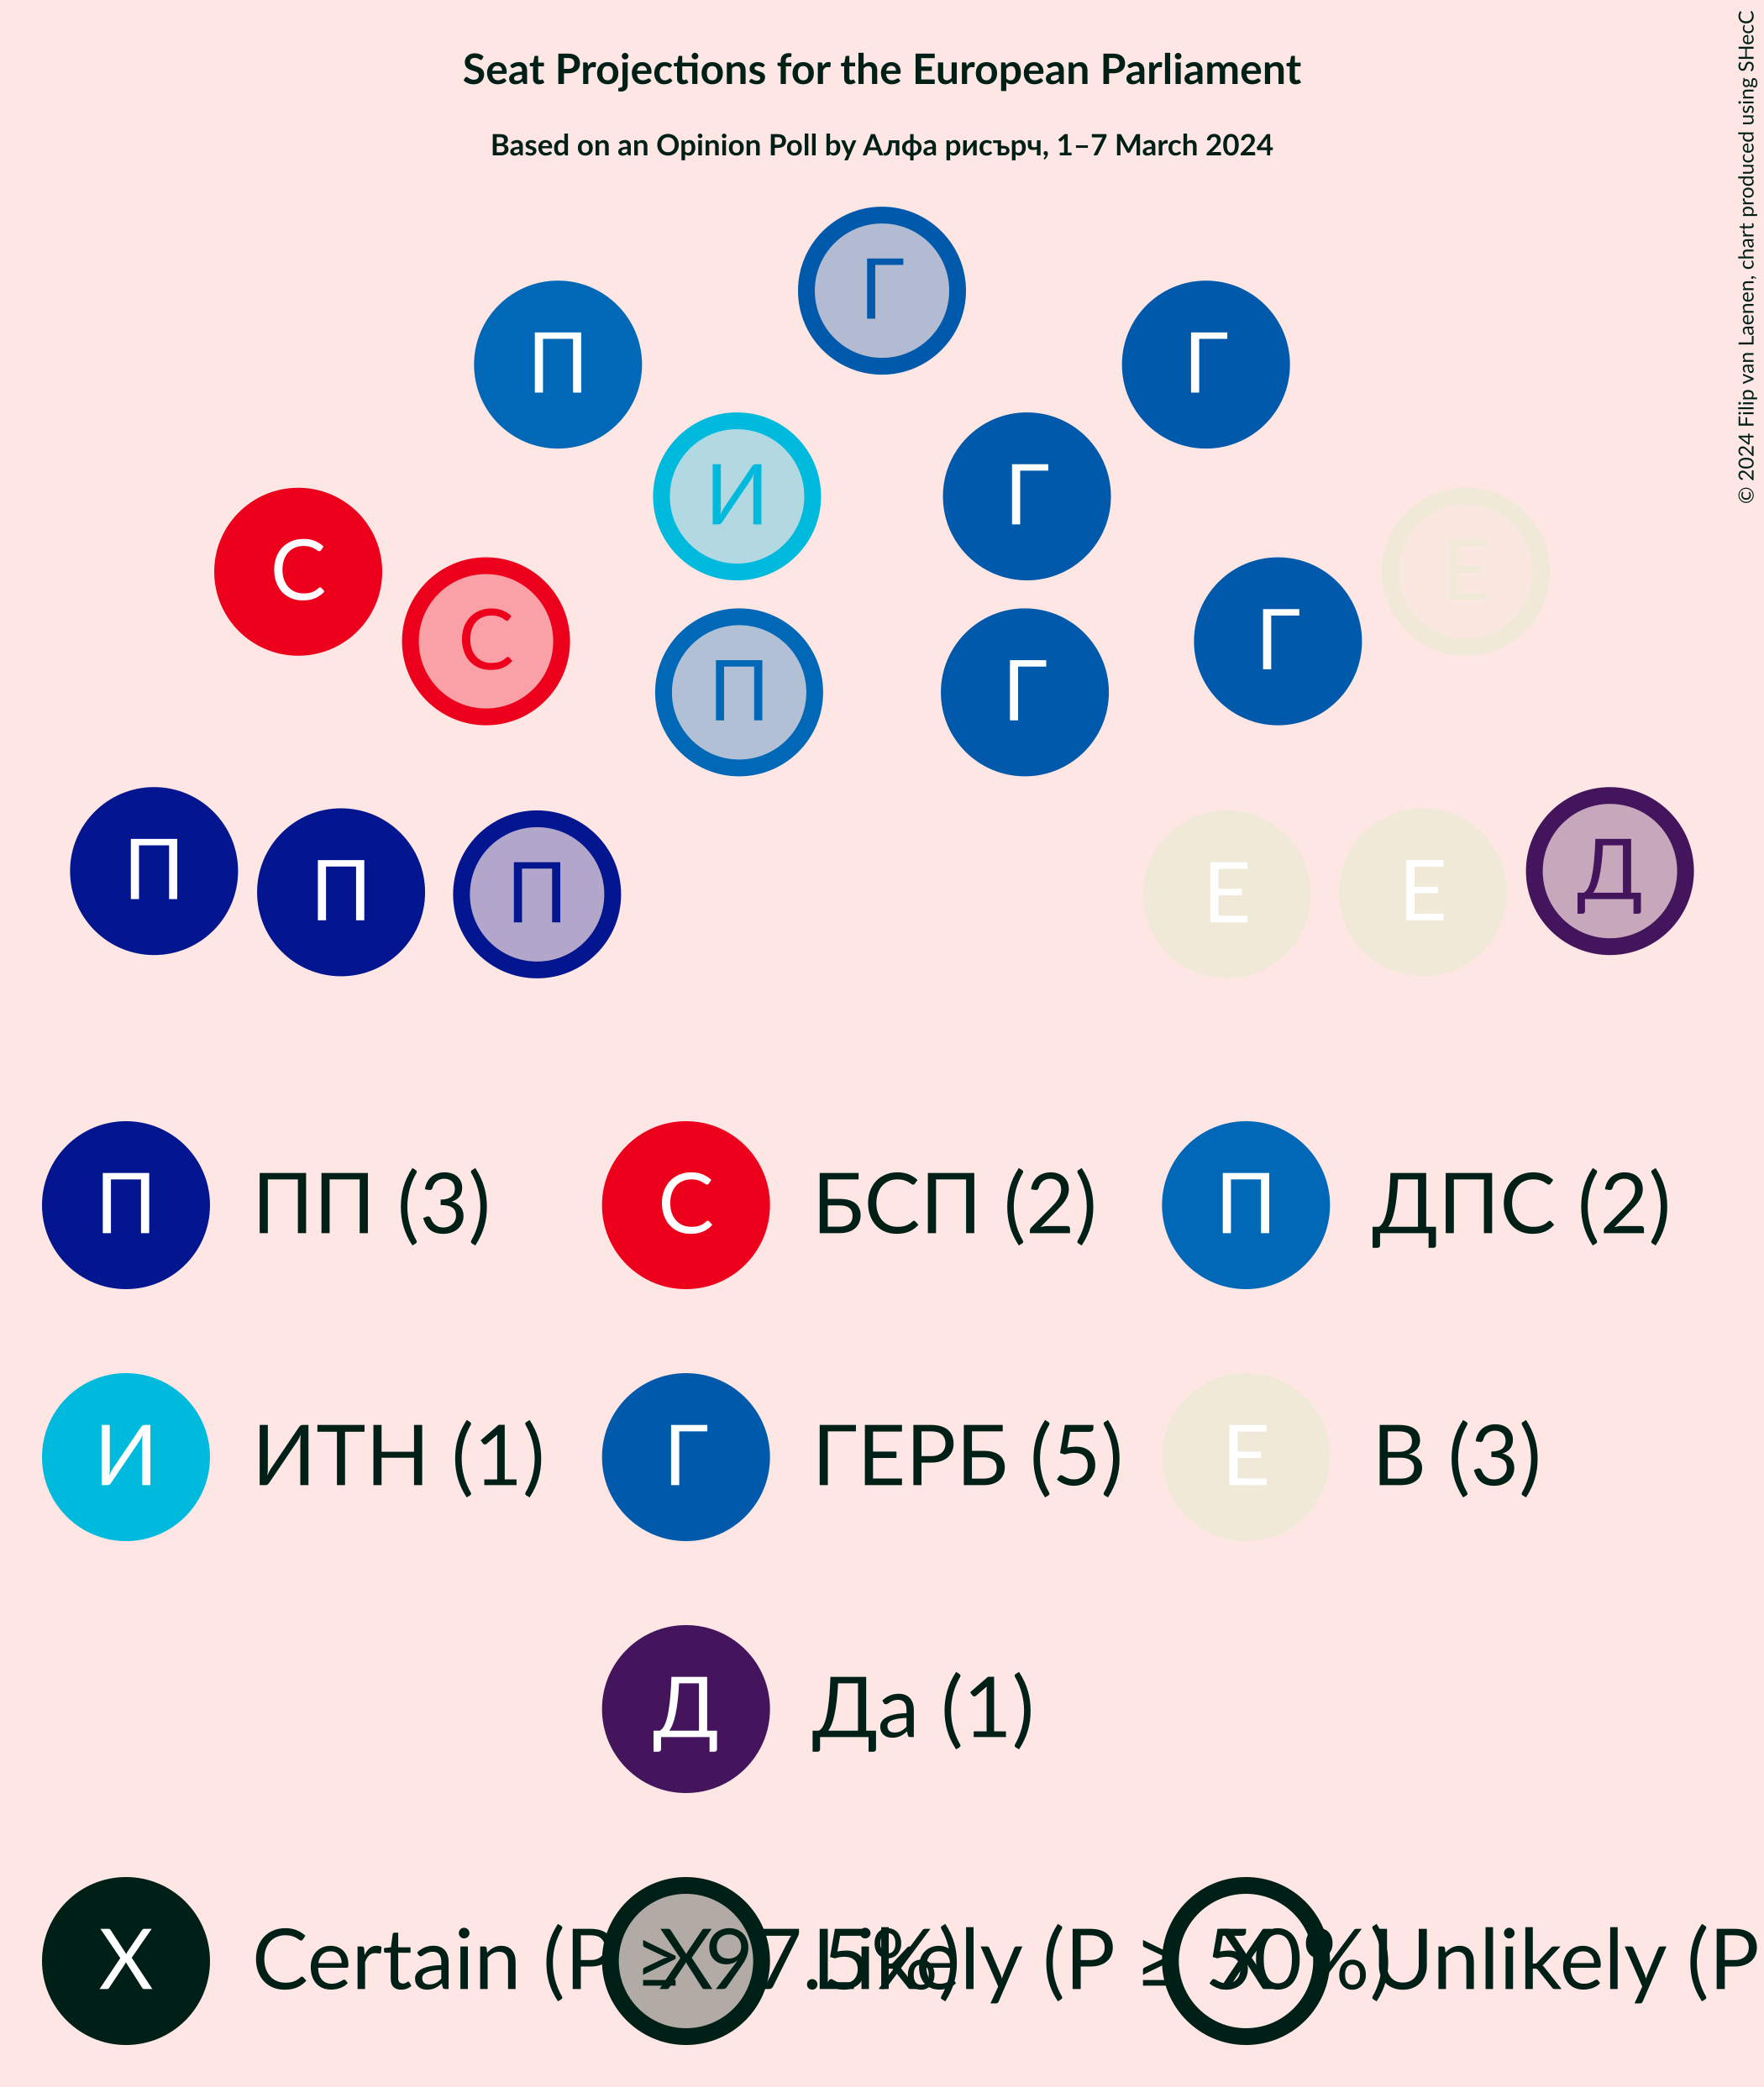 Seat Projections for the European Parliament
Based on an Opinion Poll by Алфа рисърч, 1–7 March 2024
© 2024 Filip van Laenen, chart produced using SHecC
Г
П
Г
И
Г
С
Е
С
Г
П
Г
П
П
П
Е
Е
Д
П ПП (3)
С БСП (2)
П ДПС (2)
И ИТН (1)
Г ГЕРБ (5)
Е В (3)
Д Да (1)
X Certain (P ≥ 97.5%)
X Likely (P ≥ 50%)
X Unlikely (P